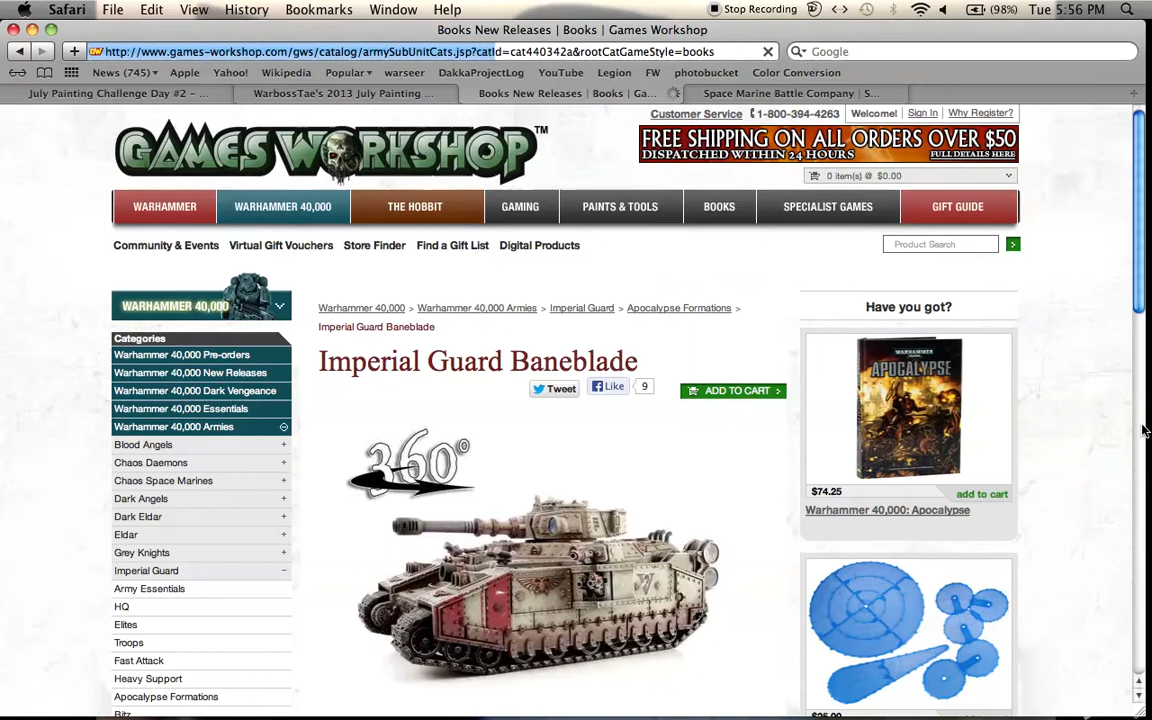 Safari File Edit View History Bookmarks Window Help Stop Recording (98%) Tue 5:56 PM
Books New Releases | Books | Games Workshop
http://www.games-workshop.com/gws/catalog/armySubUnitCats.jsp?catId=cat440342a&rootCatGameStyle=books Google
News (745) Apple Yahoo! Wikipedia Popular warseer DakkaProjectLog YouTube Legion FW photobucket Color Conversion
July Painting Challenge Day #2 – ... WarbossTae's 2013 July Painting ... Books New Releases | Books | Ga... Space Marine Battle Company | S...
Customer Service 1-800-394-4263 Welcome! Sign In Why Register?
GAMES WORKSHOP TM
FREE SHIPPING ON ALL ORDERS OVER $50
DISPATCHED WITHIN 24 HOURS FULL DETAILS HERE
0 item(s) @ $0.00
WARHAMMER WARHAMMER 40,000 THE HOBBIT GAMING PAINTS & TOOLS BOOKS SPECIALIST GAMES GIFT GUIDE
Community & Events Virtual Gift Vouchers Store Finder Find a Gift List Digital Products Product Search
WARHAMMER 40,000
Categories
Warhammer 40,000 Pre-orders
Warhammer 40,000 New Releases
Warhammer 40,000 Dark Vengeance
Warhammer 40,000 Essentials
Warhammer 40,000 Armies
Blood Angels +
Chaos Daemons +
Chaos Space Marines +
Dark Angels +
Dark Eldar +
Eldar +
Grey Knights +
Imperial Guard –
Army Essentials
HQ
Elites
Troops
Fast Attack
Heavy Support
Apocalypse Formations
Bitz
Warhammer 40,000 > Warhammer 40,000 Armies > Imperial Guard > Apocalypse Formations >
Imperial Guard Baneblade
Imperial Guard Baneblade
Tweet Like 9 ADD TO CART
360°
Have you got?
WARHAMMER
APOCALYPSE
$74.25 add to cart
Warhammer 40,000: Apocalypse